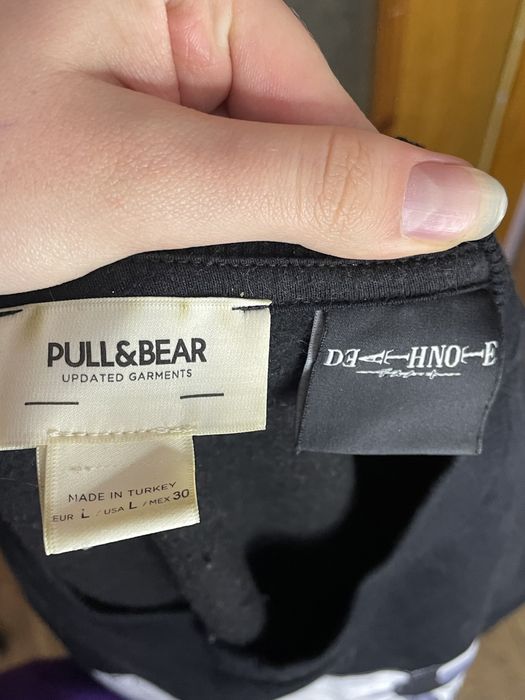 PULL&BEAR
UPDATED GARMENTS
MADE IN TURKEY
EUR L / USA L / MEX 30
DEATHNOTE